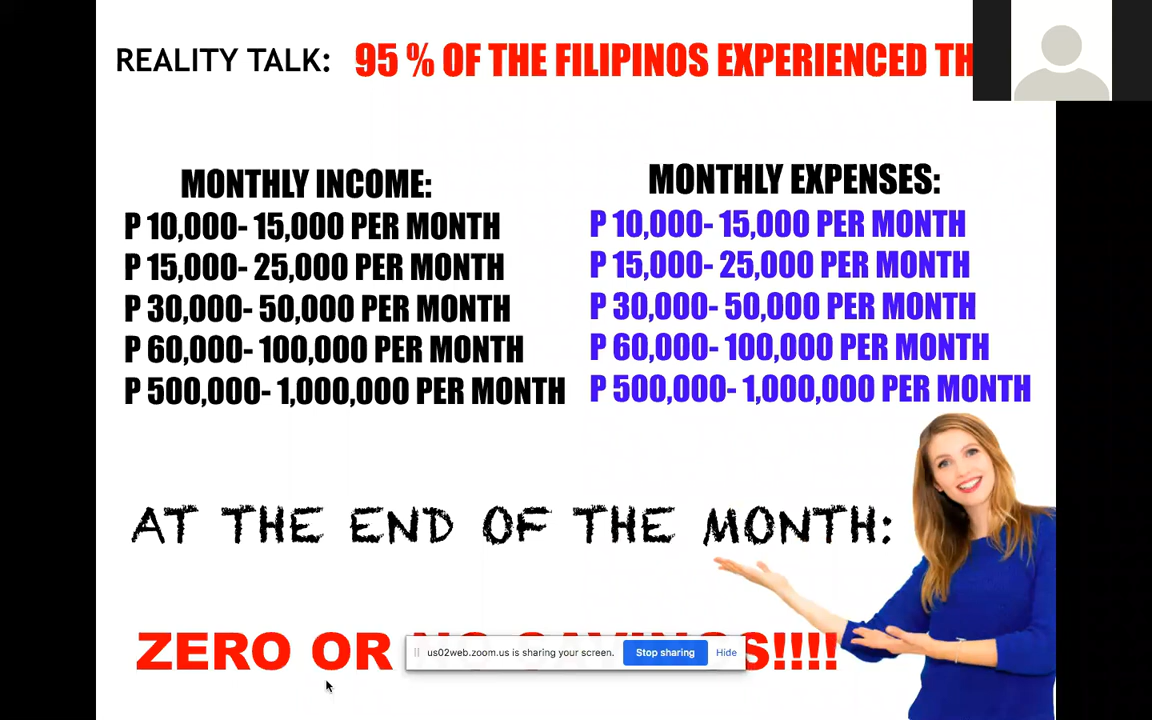 REALITY TALK: 95 % OF THE FILIPINOS EXPERIENCED
MONTHLY INCOME:
P 10,000- 15,000 PER MONTH
P 15,000- 25,000 PER MONTH
P 30,000- 50,000 PER MONTH
P 60,000- 100,000 PER MONTH
P 500,000- 1,000,000 PER MONTH
MONTHLY EXPENSES:
P 10,000- 15,000 PER MONTH
P 15,000- 25,000 PER MONTH
P 30,000- 50,000 PER MONTH
P 60,000- 100,000 PER MONTH
P 500,000- 1,000,000 PER MONTH
AT THE END OF THE MONTH:
ZERO OR NO SAVINGS!!!!
us02web.zoom.us is sharing your screen. Stop sharing Hide